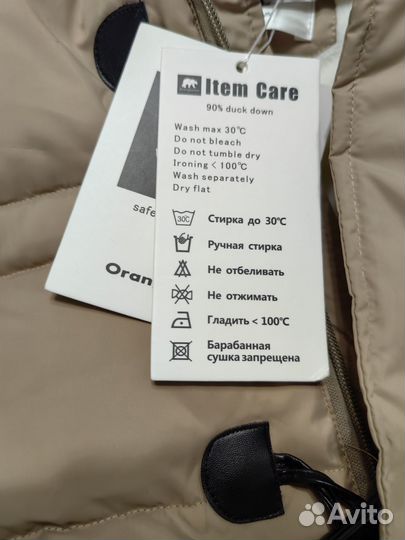 Item Care
90% duck down
Wash max 30℃
Do not bleach
Do not tumble dry
Ironing < 100℃
Wash separately
Dry flat
30℃ Стирка до 30℃
Ручная стирка
Не отбеливать
Не отжимать
Гладить < 100℃
Барабанная
сушка запрещена
safe
Oran
Avito